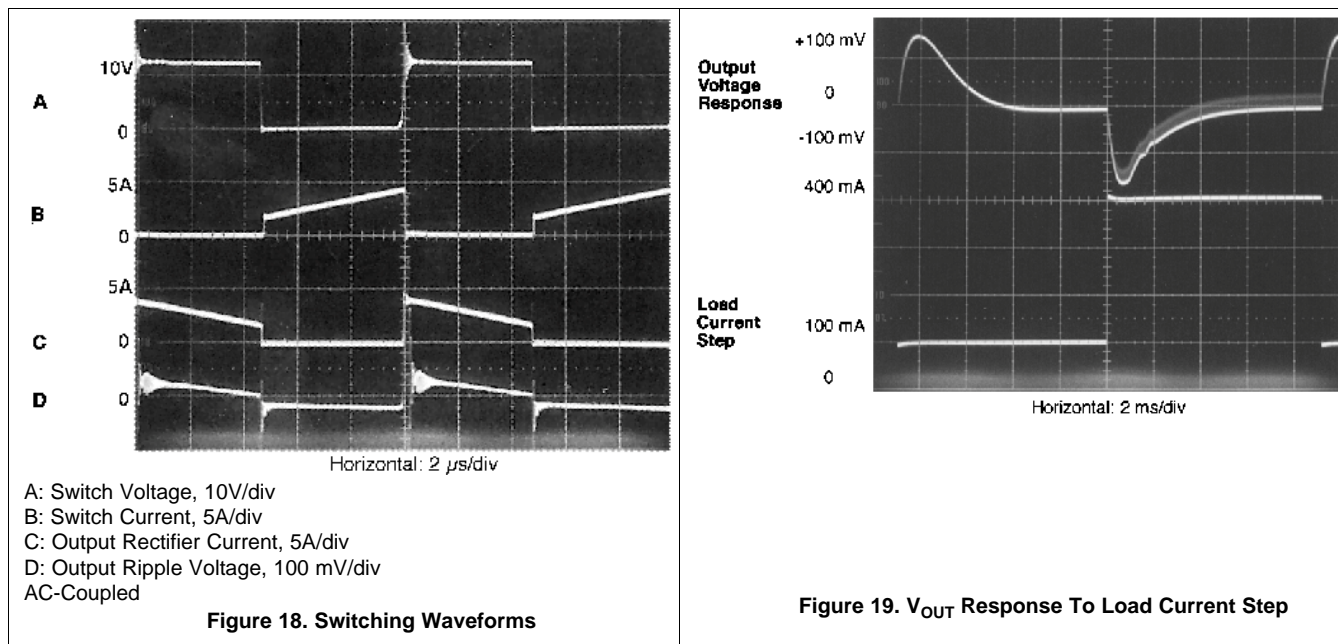 10V
A
0
5A
B
0
5A
C
0
D
0
Horizontal: 2 µs/div
A: Switch Voltage, 10V/div
B: Switch Current, 5A/div
C: Output Rectifier Current, 5A/div
D: Output Ripple Voltage, 100 mV/div
AC-Coupled
Figure 18. Switching Waveforms
+100 mV
Output
Voltage
Response
0
-100 mV
400 mA
Load
Current
Step
100 mA
0
Horizontal: 2 ms/div
Figure 19. VOUT Response To Load Current Step